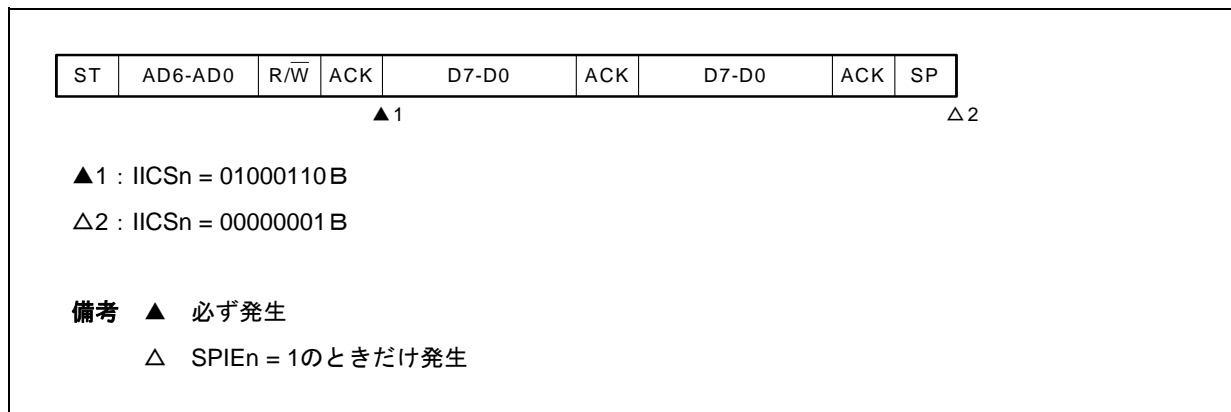 ST AD6-AD0 R/W̅ ACK D7-D0 ACK D7-D0 ACK SP
▲1 △2
▲1 : IICSn = 01000110B
△2 : IICSn = 00000001B
備考 ▲ 必ず発生
△ SPIEn = 1のときだけ発生